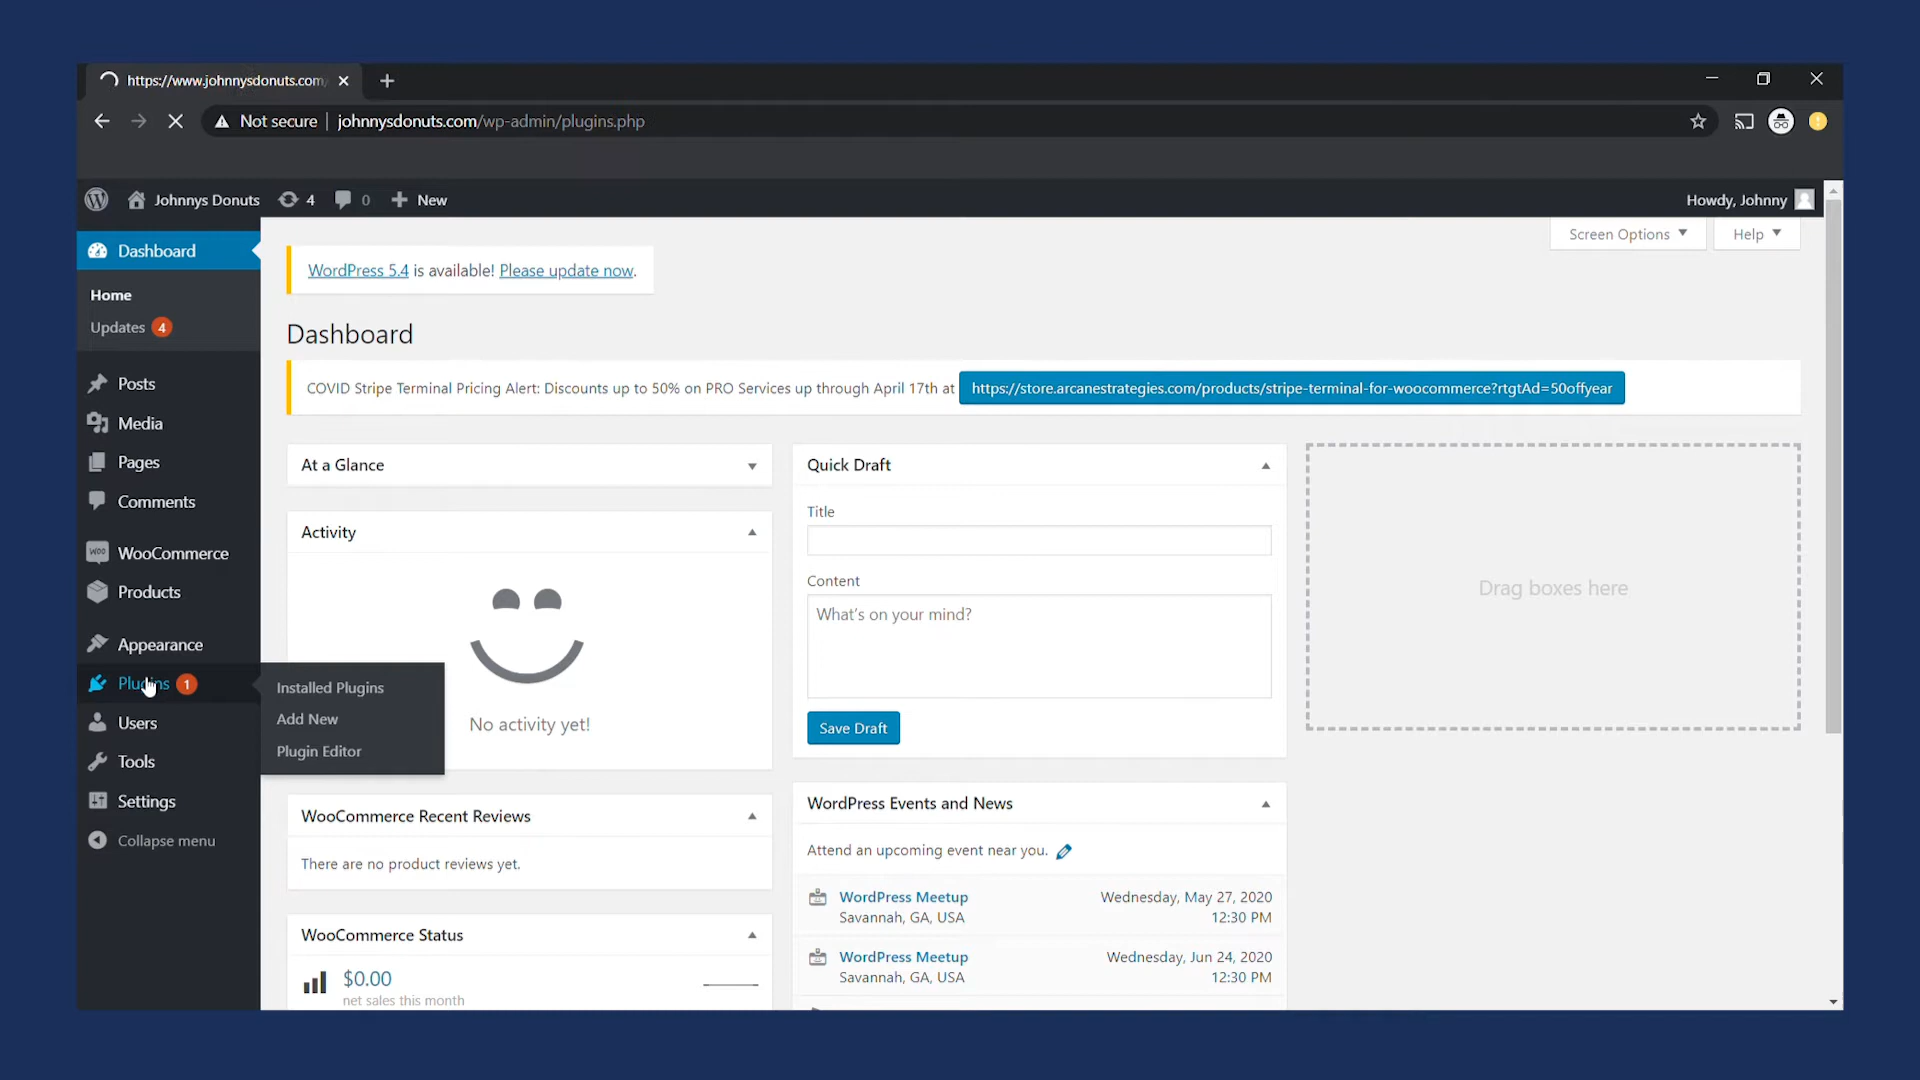 https://www.johnnysdonuts.com/
Not secure | johnnysdonuts.com/wp-admin/plugins.php
Johnnys Donuts 4 0 New
Howdy, Johnny
Screen Options Help
Dashboard
Home
Updates 4
Posts
Media
Pages
Comments
WOO WooCommerce
Products
Appearance
Plugins 1
Users
Tools
Settings
Collapse menu
Installed Plugins
Add New
Plugin Editor
WordPress 5.4 is available! Please update now.
Dashboard
COVID Stripe Terminal Pricing Alert: Discounts up to 50% on PRO Services up through April 17th at https://store.arcanestrategies.com/products/stripe-terminal-for-woocommerce?rtgtAd=50offyear
At a Glance
Activity
No activity yet!
WooCommerce Recent Reviews
There are no product reviews yet.
WooCommerce Status
$0.00
net sales this month
Quick Draft
Title
Content
What's on your mind?
Save Draft
WordPress Events and News
Attend an upcoming event near you.
WordPress Meetup Wednesday, May 27, 2020
Savannah, GA, USA 12:30 PM
WordPress Meetup Wednesday, Jun 24, 2020
Savannah, GA, USA 12:30 PM
Drag boxes here